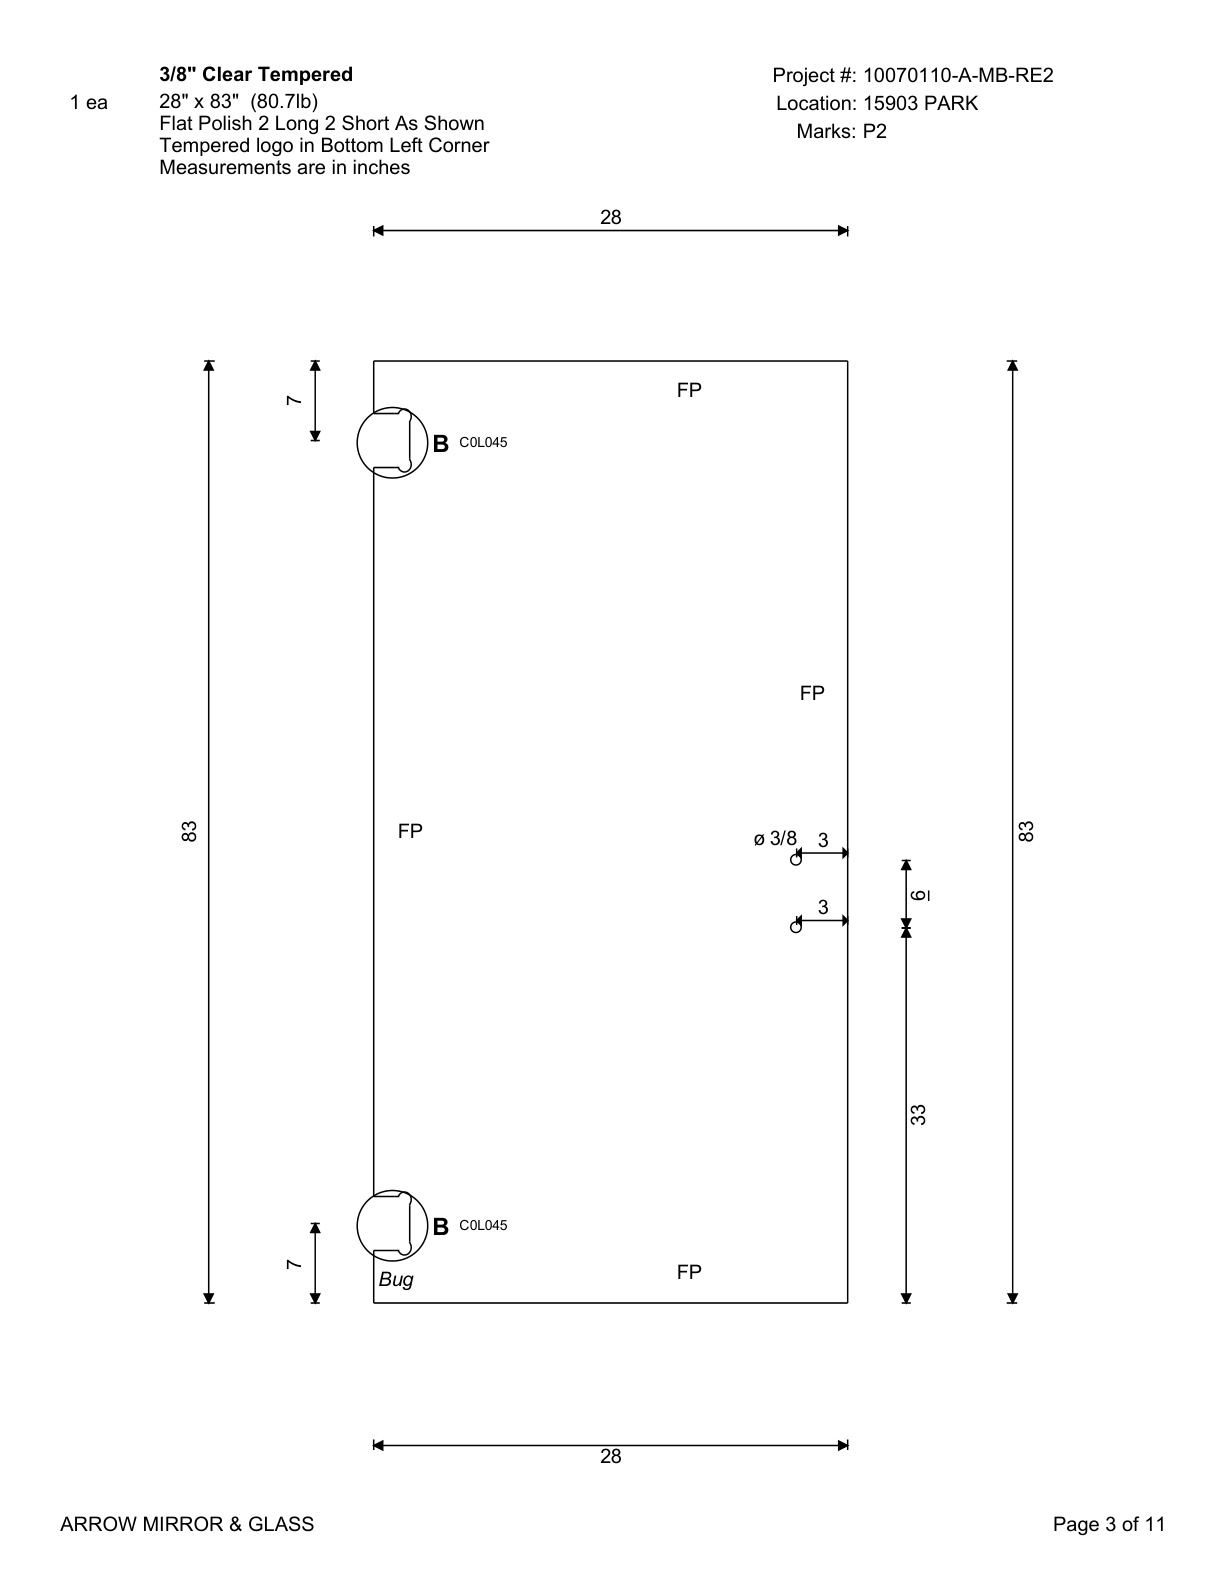 3/8" Clear Tempered
1 ea
28" x 83" (80.7lb)
Flat Polish 2 Long 2 Short As Shown
Tempered logo in Bottom Left Corner
Measurements are in inches
Project #: 10070110-A-MB-RE2
Location: 15903 PARK
Marks: P2
28
7
FP
B C0L045
FP
83
FP
83
ø 3/8
3
6
3
33
B C0L045
7
Bug
FP
28
ARROW MIRROR & GLASS
Page 3 of 11